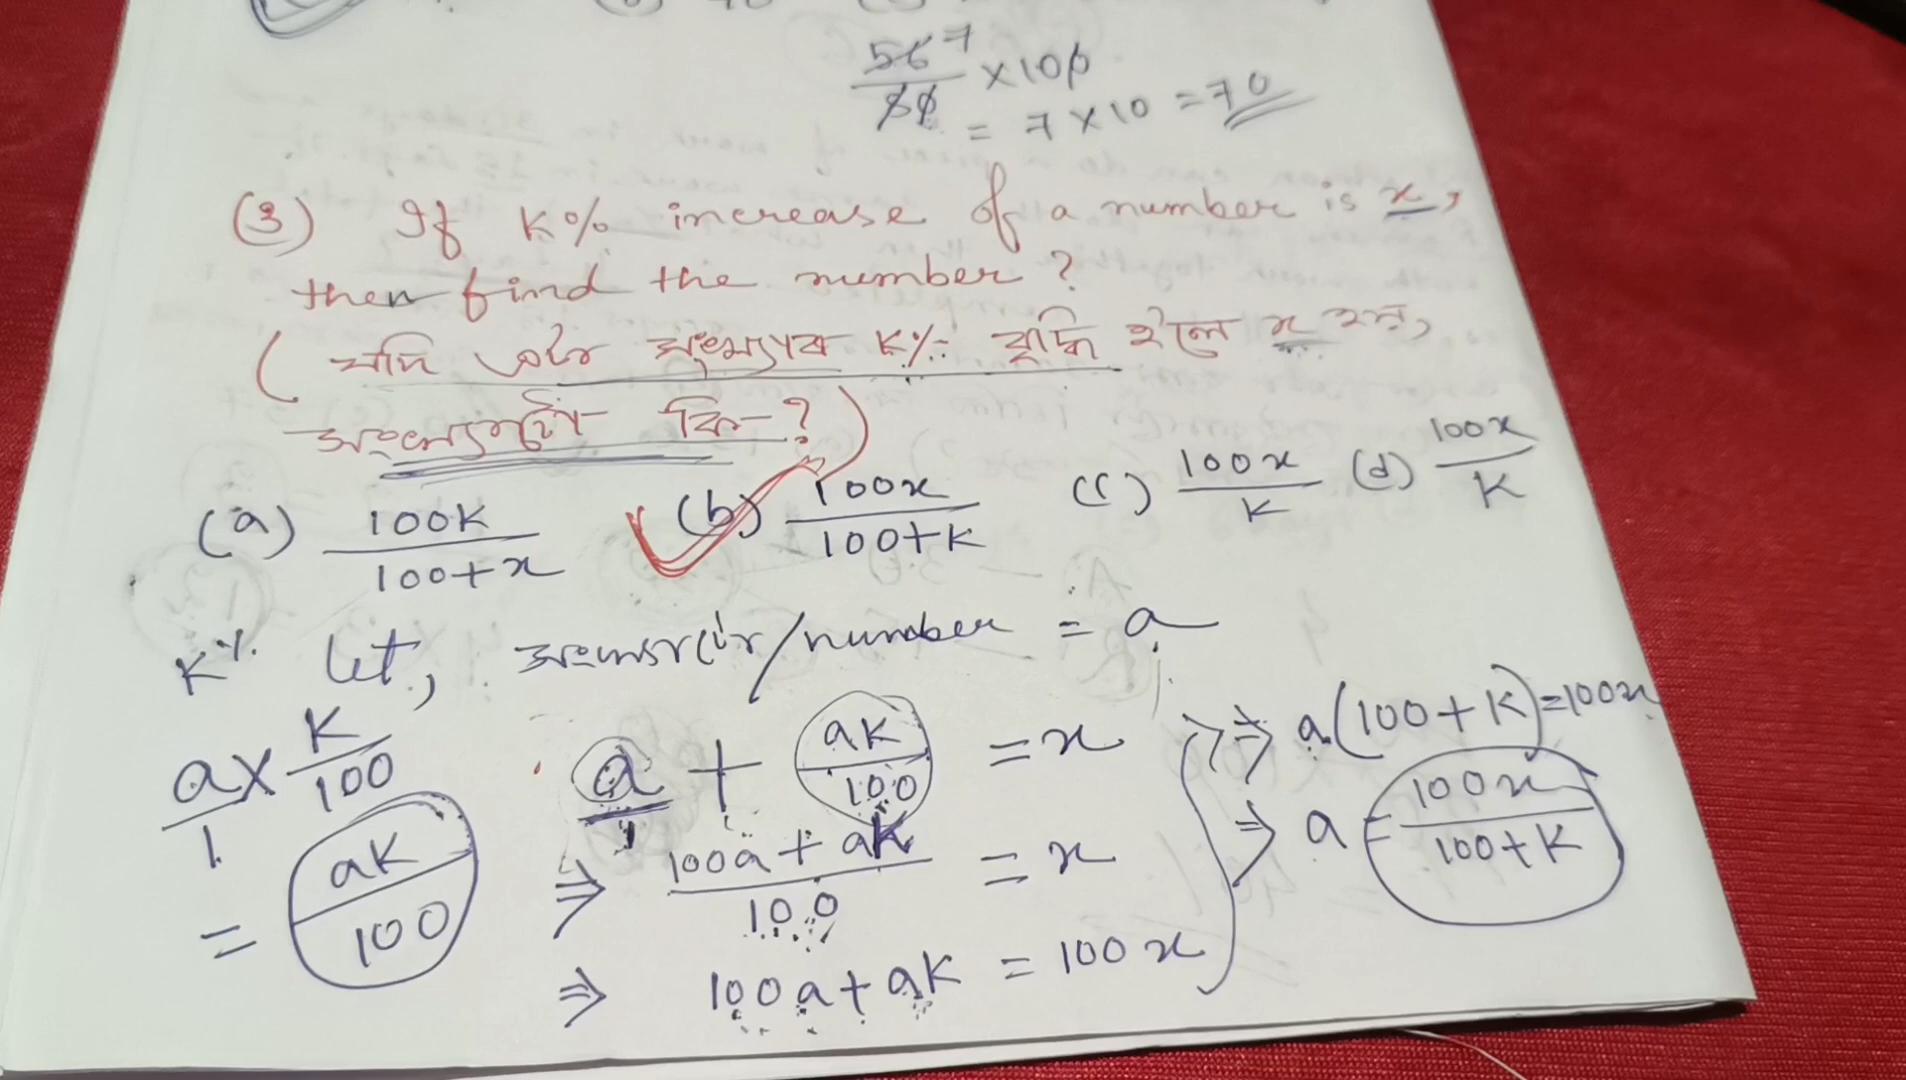 56 7
80 × 100
= 7 × 10 = 70
(3) If K% increase of a number is x,
then find the number?
( যদি এটা সংখ্যাৰ K% বৃদ্ধি হ'লে x হয়,
সংখ্যাটো কি ? )
(a) 100K / 100+x (b) 100x / 100+K (c) 100x / K (d) 100x / K
K% let, /number = a
a/1 × K/100
= aK/100
a/1 + aK/100 = x
⇒ 100a + aK / 100 = x
⇒ 100a + aK = 100x
⇒ a(100+K) = 100x
⇒ a = 100x / 100+K